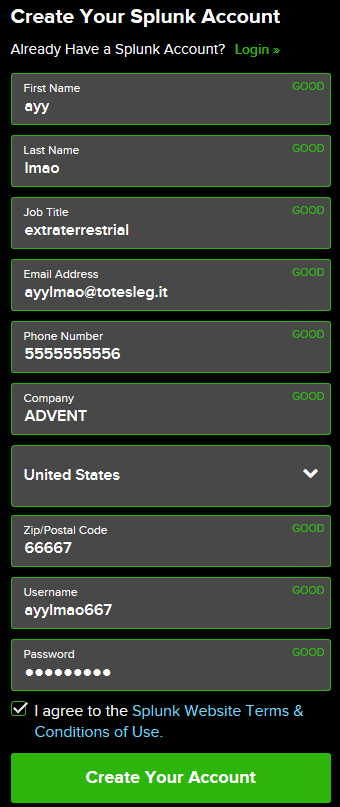 Create Your Splunk Account
Already Have a Splunk Account? Login »
First Name GOOD
ayy
Last Name GOOD
lmao
Job Title GOOD
extraterrestrial
Email Address GOOD
ayylmao@totesleg.it
Phone Number GOOD
5555555556
Company GOOD
ADVENT
United States
Zip/Postal Code GOOD
66667
Username GOOD
ayylmao667
Password GOOD
•••••••••
I agree to the Splunk Website Terms &
Conditions of Use.
Create Your Account